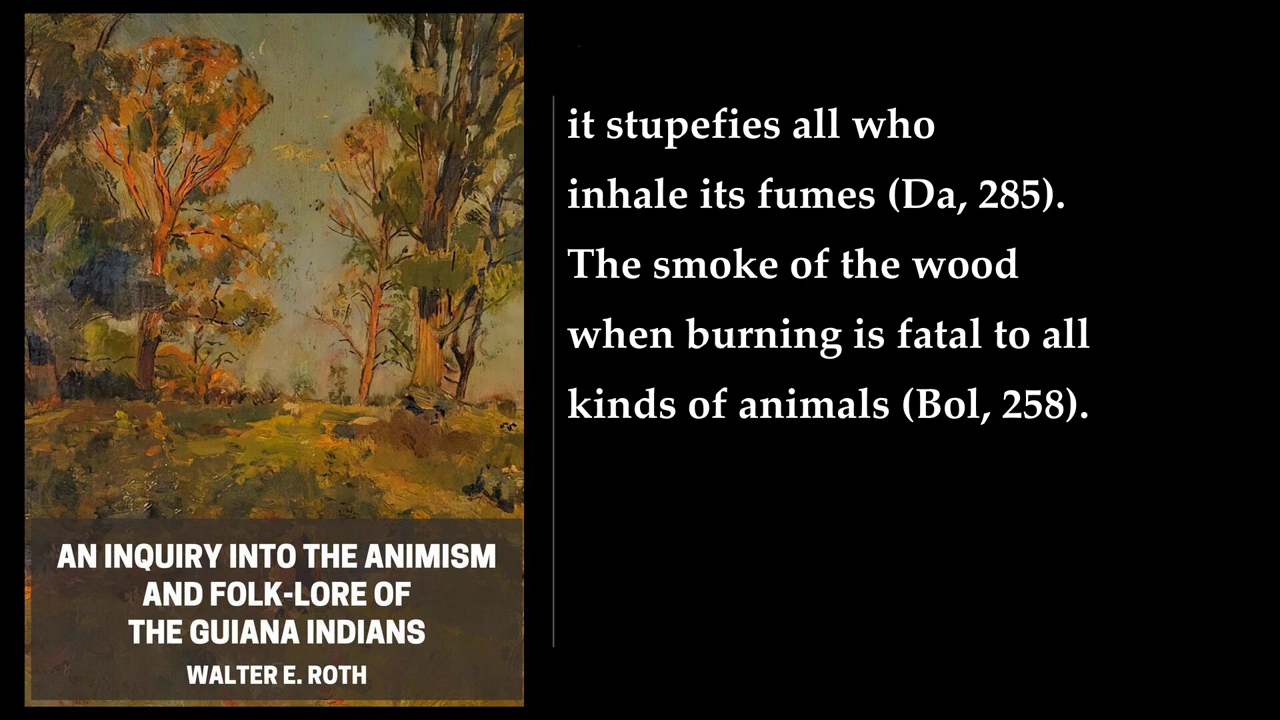 it stupefies all who
inhale its fumes (Da, 285).
The smoke of the wood
when burning is fatal to all
kinds of animals (Bol, 258).
AN INQUIRY INTO THE ANIMISM
AND FOLK-LORE OF
THE GUIANA INDIANS
WALTER E. ROTH